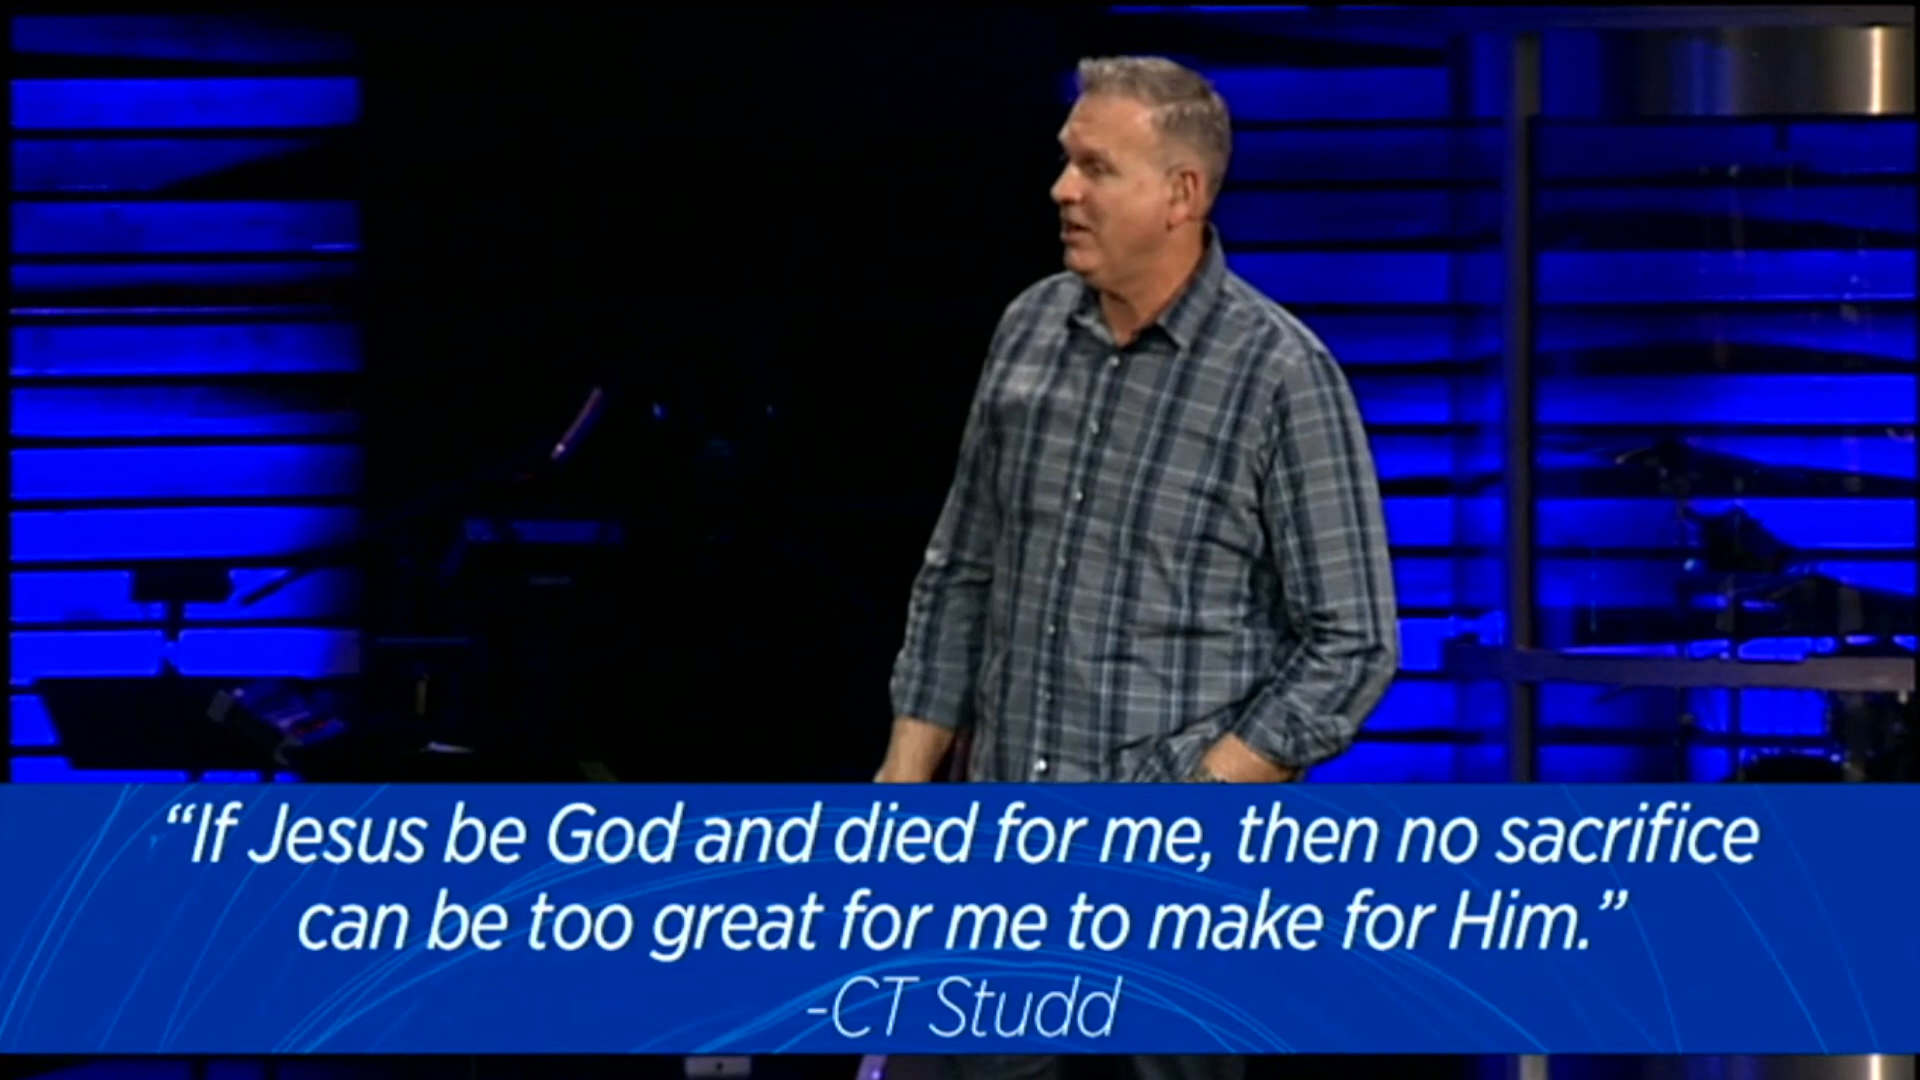 “If Jesus be God and died for me, then no sacrifice
can be too great for me to make for Him.”
-CT Studd